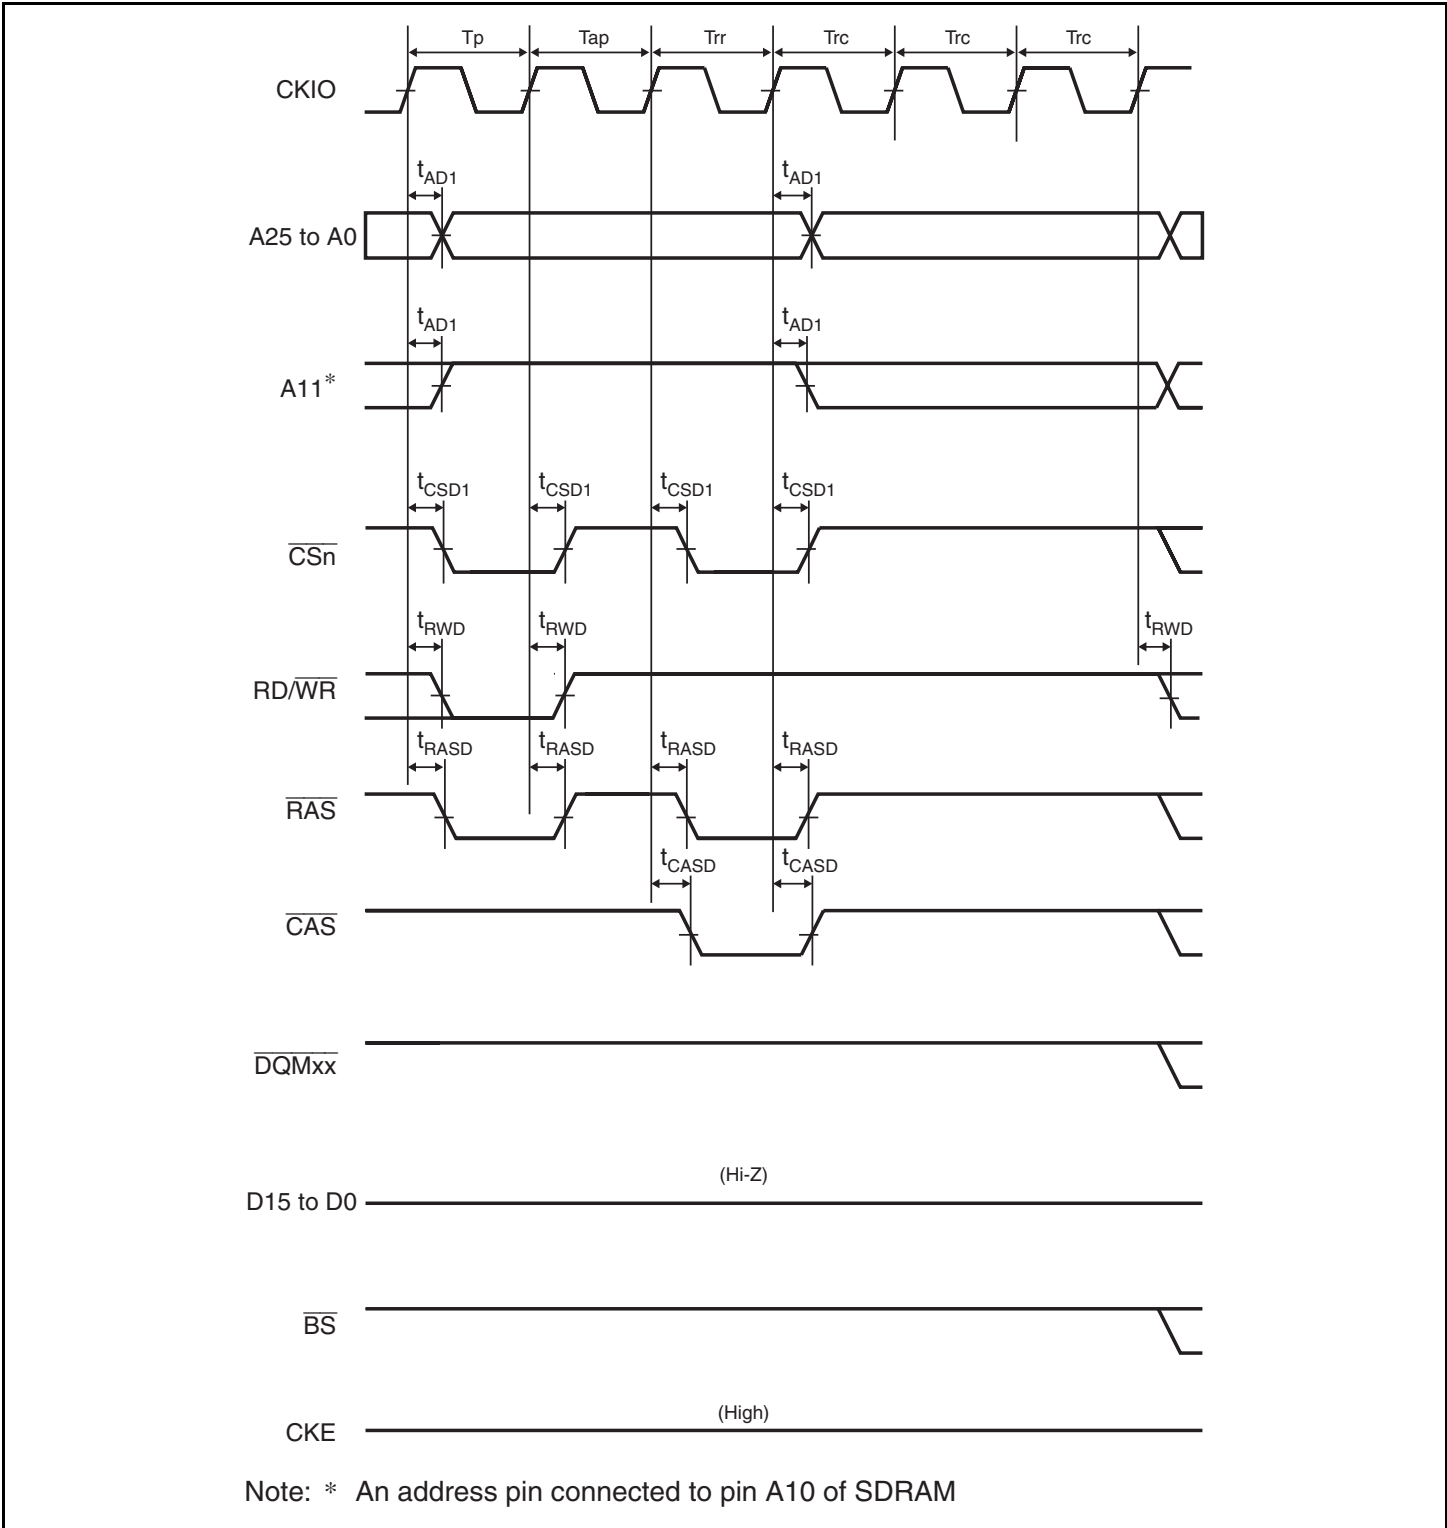 Tp Tap Trr Trc Trc Trc
CKIO
tAD1 tAD1
A25 to A0
tAD1 tAD1
A11*
tCSD1 tCSD1 tCSD1 tCSD1
CSn
tRWD tRWD tRWD
RD/WR
tRASD tRASD tRASD tRASD
RAS
tCASD tCASD
CAS
DQMxx
(Hi-Z)
D15 to D0
BS
(High)
CKE
Note: * An address pin connected to pin A10 of SDRAM